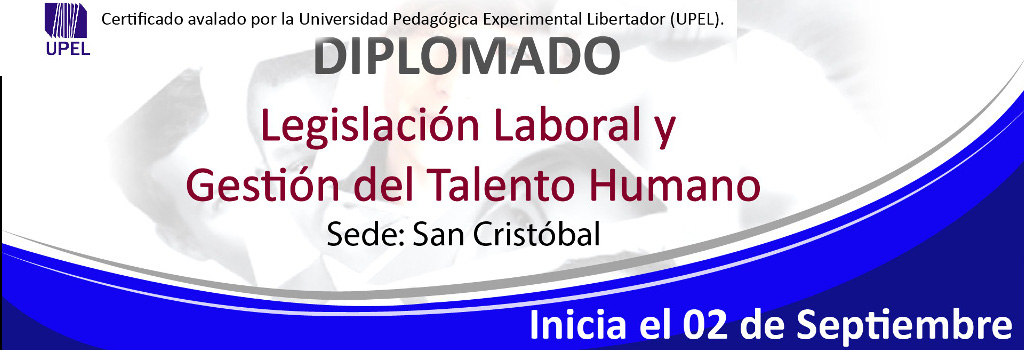 Certificado avalado por la Universidad Pedagógica Experimental Libertador (UPEL).
UPEL
DIPLOMADO
Legislación Laboral y
Gestión del Talento Humano
Sede: San Cristóbal
Inicia el 02 de Septiembre